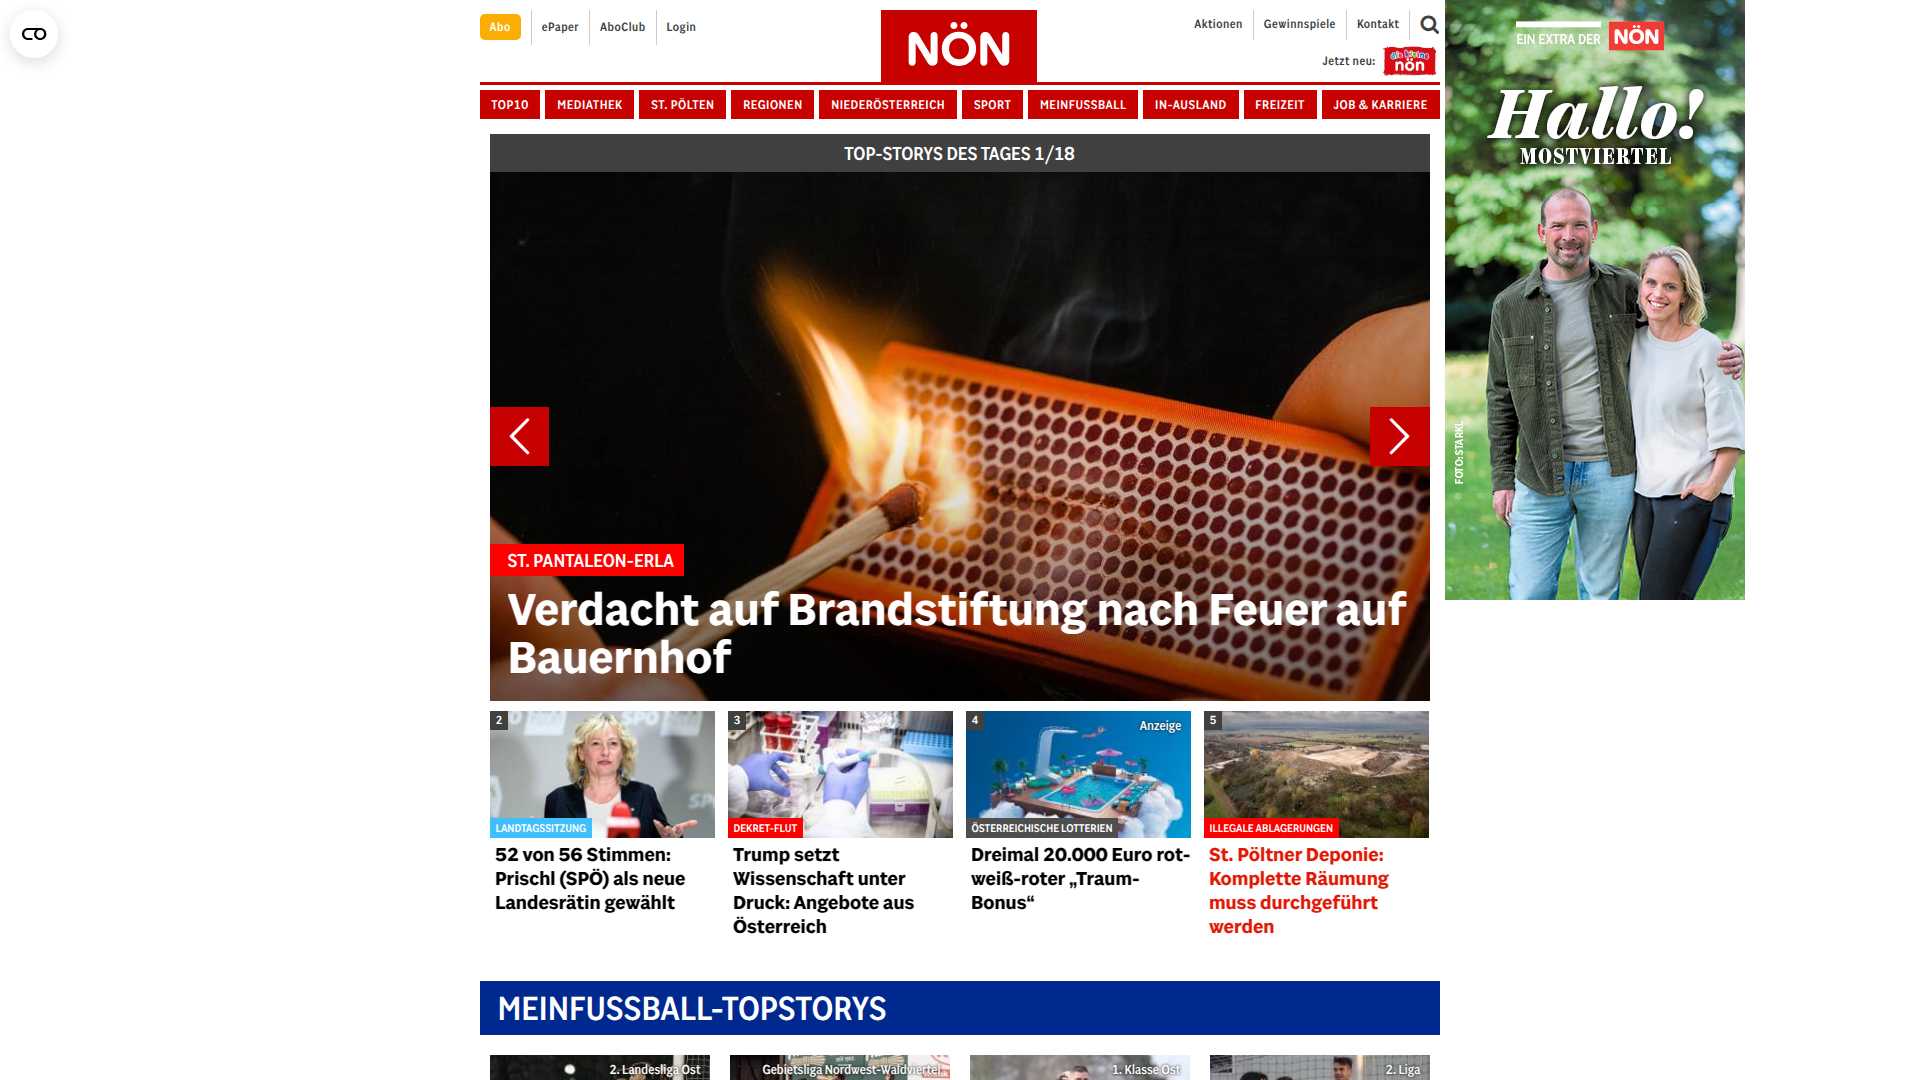 Abo
ePaper
AboClub
Login
NÖN
Aktionen
Gewinnspiele
Kontakt
Jetzt neu:
die kleine
nön
TOP10
MEDIATHEK
ST. PÖLTEN
REGIONEN
NIEDERÖSTERREICH
SPORT
MEINFUSSBALL
IN-AUSLAND
FREIZEIT
JOB & KARRIERE
TOP-STORYS DES TAGES 1/18
ST. PANTALEON-ERLA
Verdacht auf Brandstiftung nach Feuer auf
Bauernhof
2
SPÖ
LANDTAGSSITZUNG
52 von 56 Stimmen:
Prischl (SPÖ) als neue
Landesrätin gewählt
3
DEKRET-FLUT
Trump setzt
Wissenschaft unter
Druck: Angebote aus
Österreich
4
Anzeige
ÖSTERREICHISCHE LOTTERIEN
Dreimal 20.000 Euro rot-
weiß-roter „Traum-
Bonus“
5
ILLEGALE ABLAGERUNGEN
St. Pöltner Deponie:
Komplette Räumung
muss durchgeführt
werden
MEINFUSSBALL-TOPSTORYS
2. Landesliga Ost
Gebietsliga Nordwest-Waldviertel
1. Klasse Ost
2. Liga
EIN EXTRA DER NÖN
Hallo!
MOSTVIERTEL
FOTO: STARKL